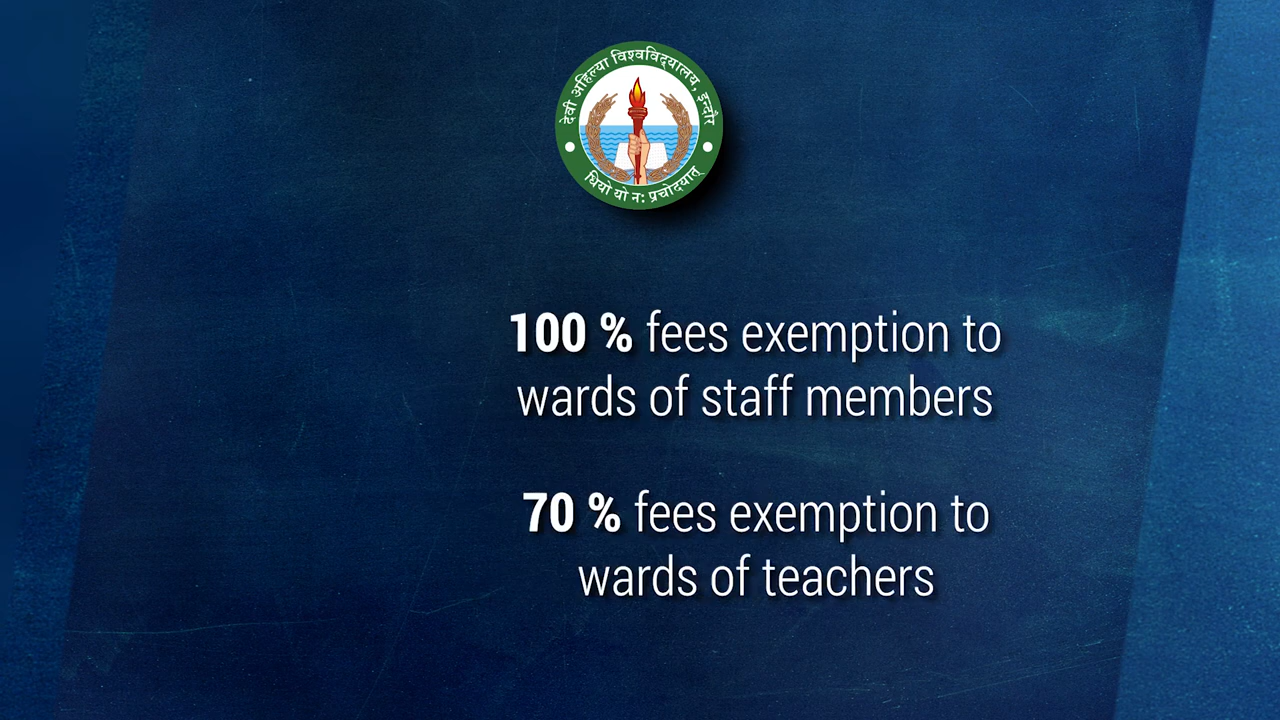 देवी अहिल्या विश्वविद्यालय, इन्दौर
धियो यो नः प्रचोदयात्
100 % fees exemption to
wards of staff members
70 % fees exemption to
wards of teachers